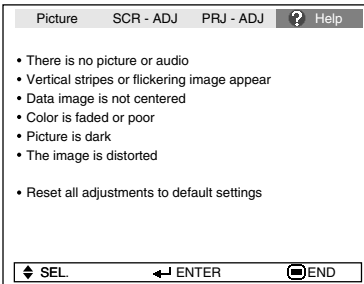 Picture SCR - ADJ PRJ - ADJ ? Help
• There is no picture or audio
• Vertical stripes or flickering image appear
• Data image is not centered
• Color is faded or poor
• Picture is dark
• The image is distorted
• Reset all adjustments to default settings
SEL. ENTER END